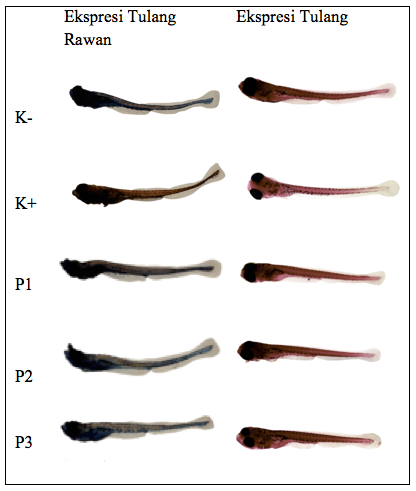 Ekspresi Tulang
Rawan
Ekspresi Tulang
K-
K+
P1
P2
P3